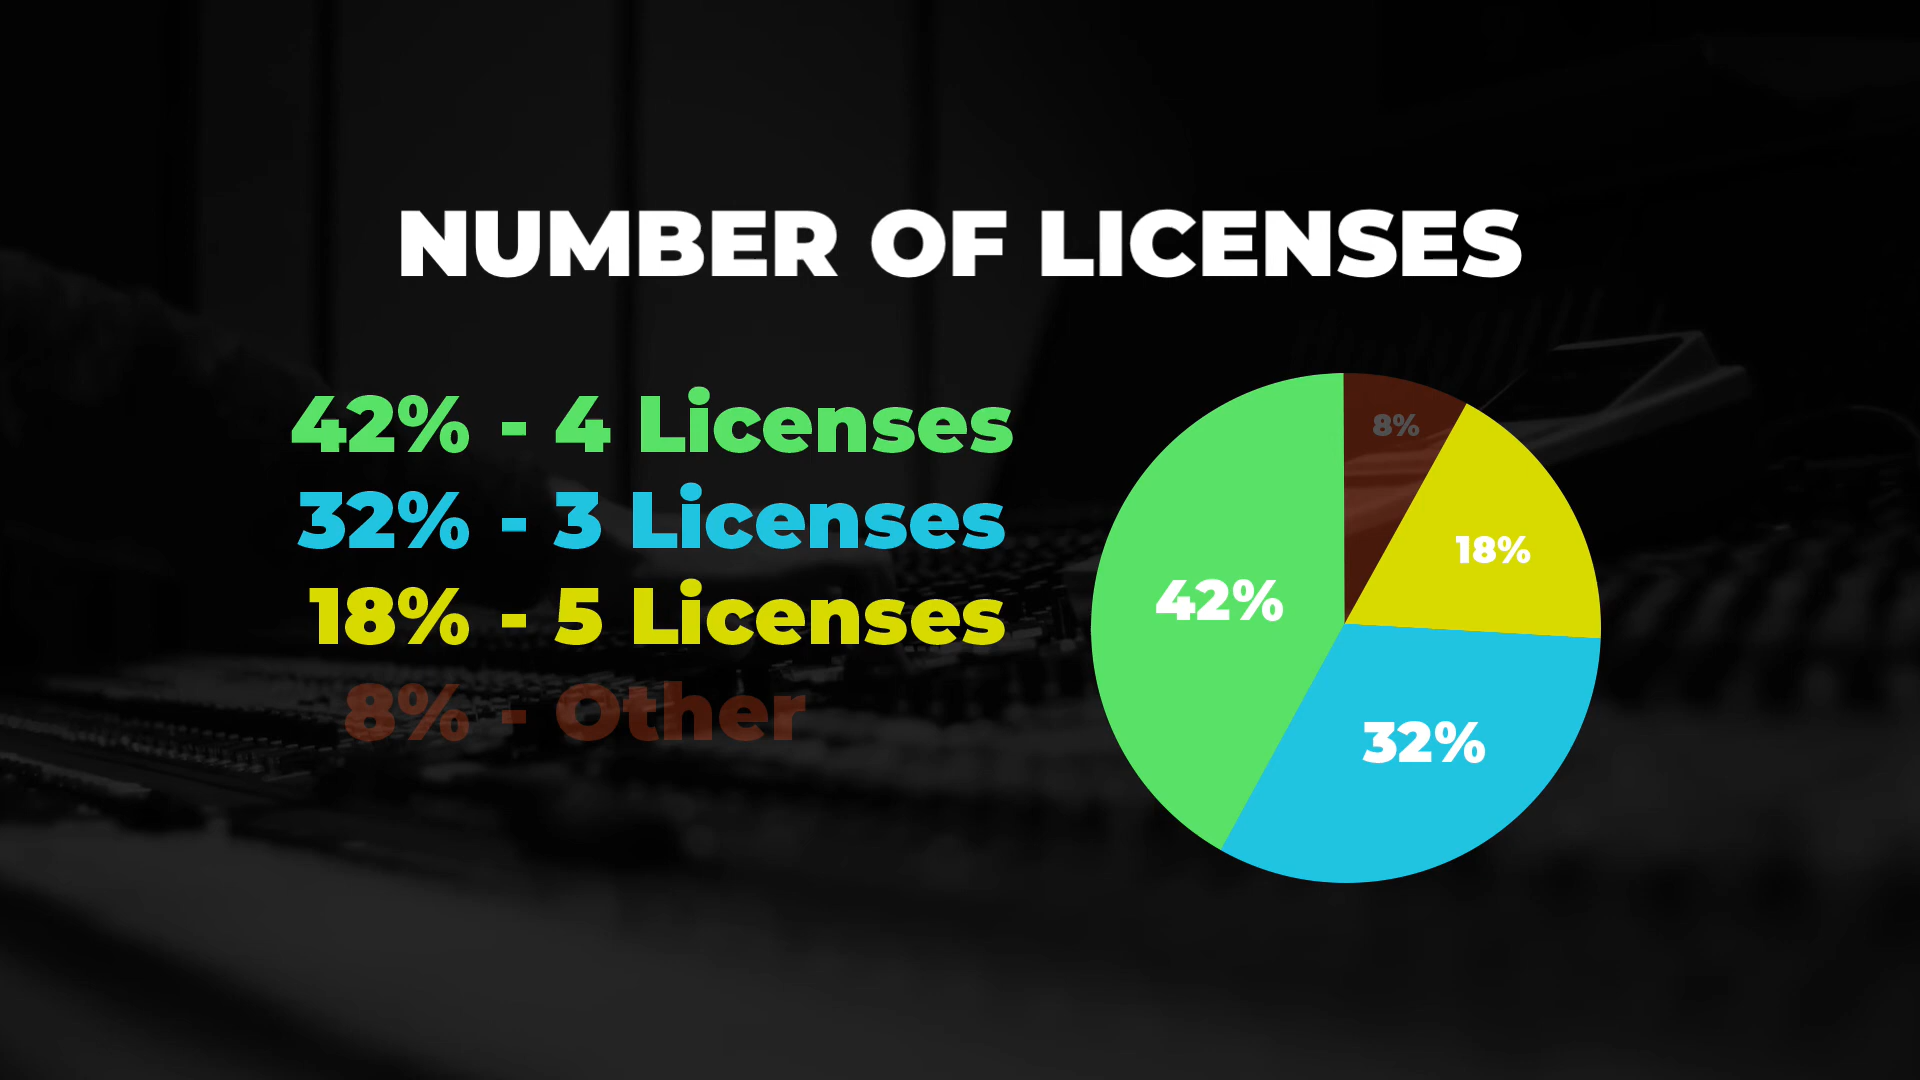 NUMBER OF LICENSES
42% - 4 Licenses
32% - 3 Licenses
18% - 5 Licenses
8% - Other
8%
18%
42%
32%